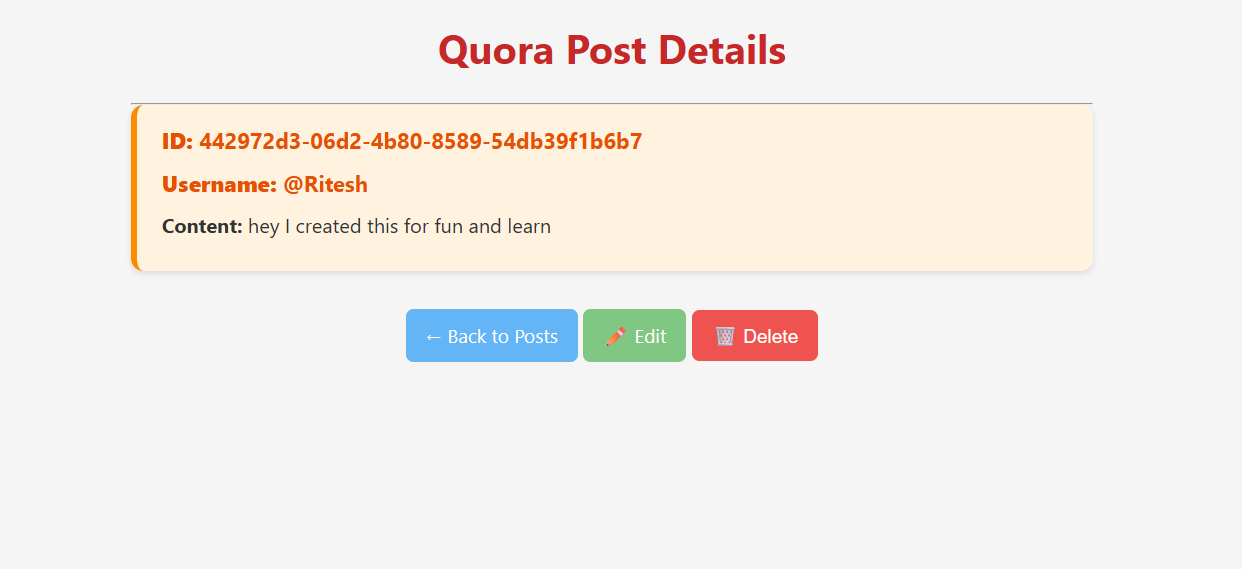 Quora Post Details
ID: 442972d3-06d2-4b80-8589-54db39f1b6b7
Username: @Ritesh
Content: hey I created this for fun and learn
← Back to Posts ✏️ Edit 🗑️ Delete